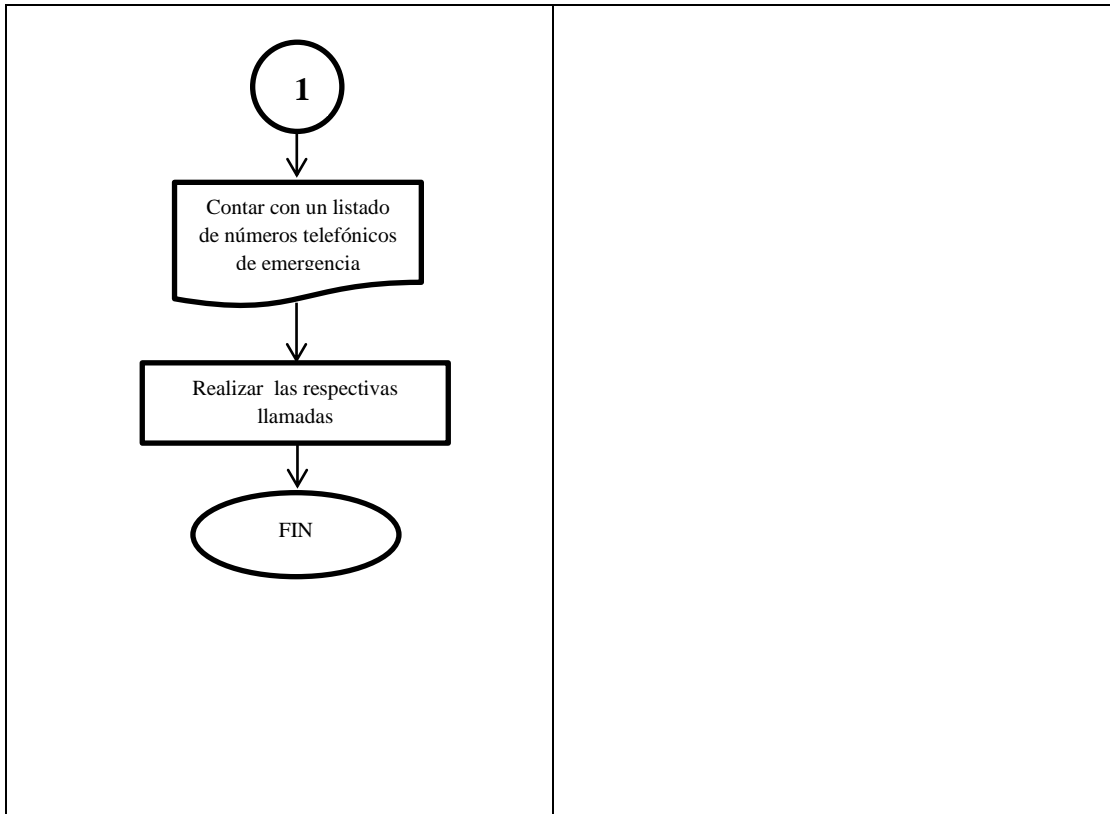 1
Contar con un listado
de números telefónicos
de emergencia
Realizar las respectivas
llamadas
FIN